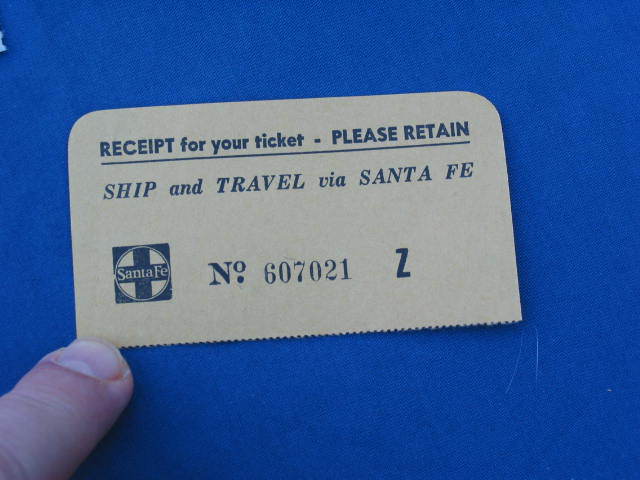 RECEIPT for your ticket - PLEASE RETAIN
SHIP and TRAVEL via SANTA FE
Santa Fe
Nº 607021 Z